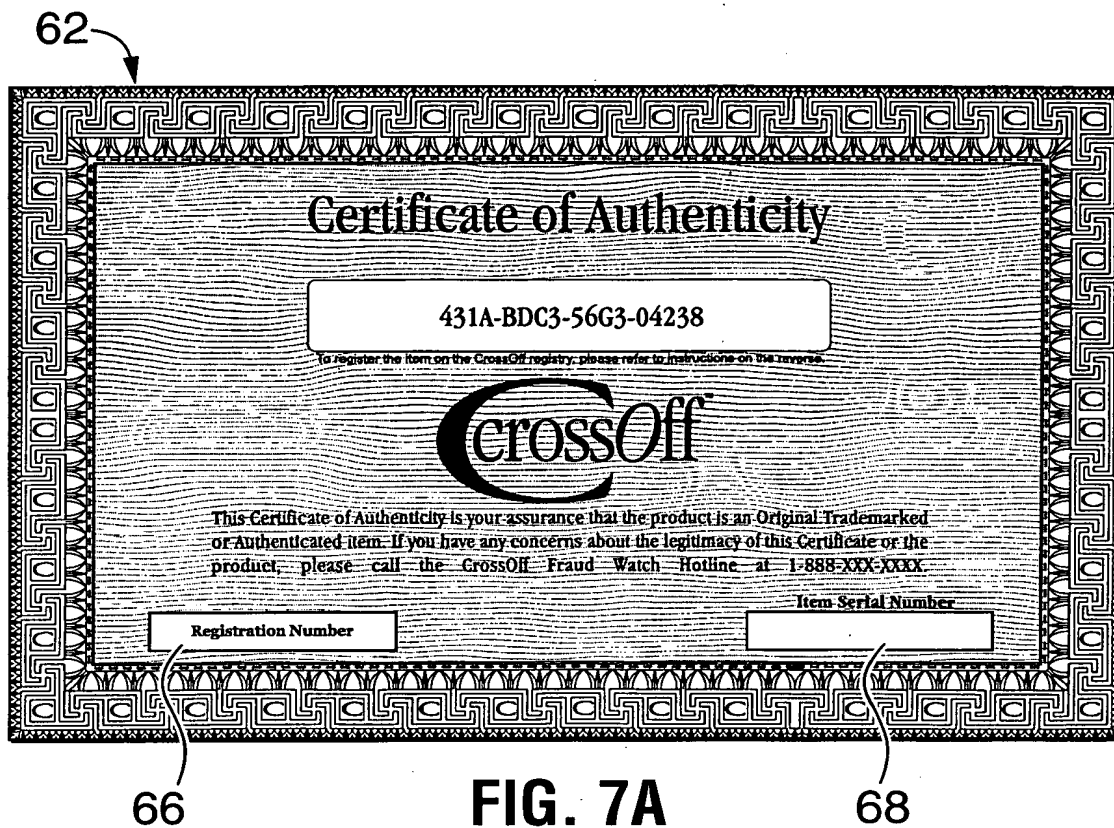 62
Certificate of Authenticity
431A-BDC3-56G3-04238
To register the item on the CrossOff registry, please refer to instructions on the reverse.
CcrossOff™
This Certificate of Authenticity is your assurance that the product is an Original Trademarked
or Authenticated item. If you have any concerns about the legitimacy of this Certificate or the
product, please call the CrossOff Fraud Watch Hotline at 1-888-XXX-XXXX.
Item Serial Number
Registration Number
66
FIG. 7A
68